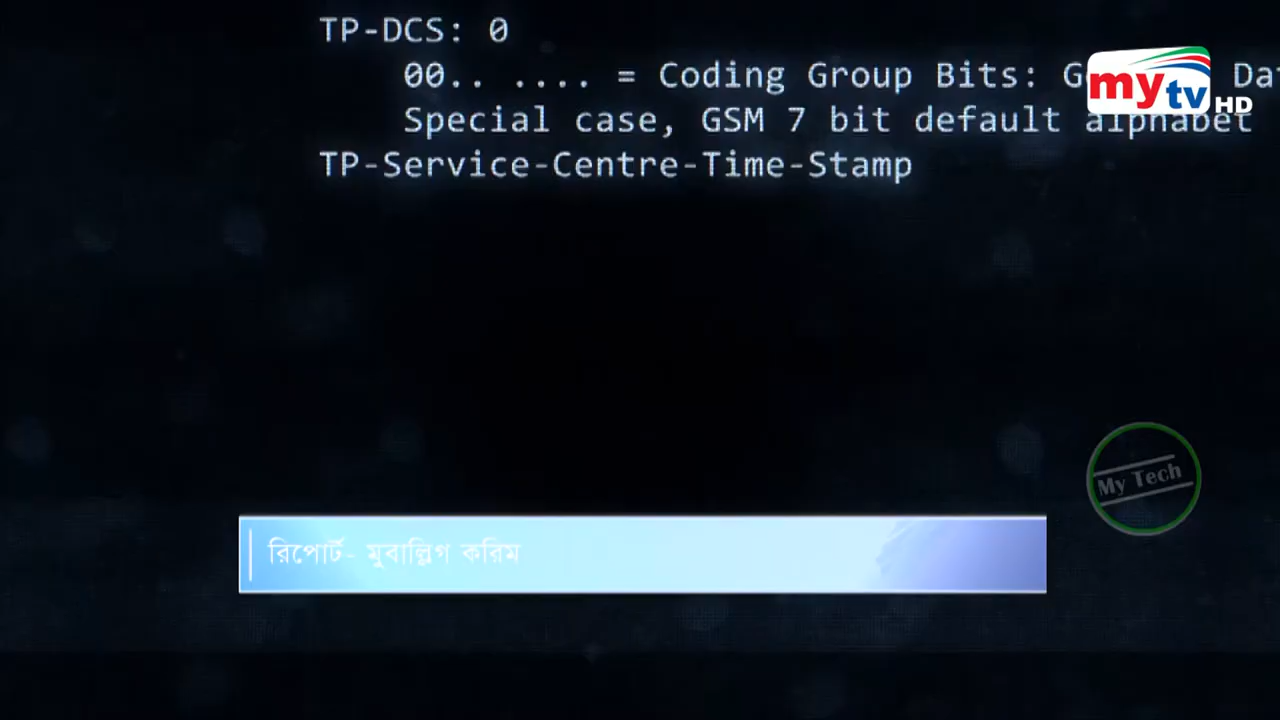 TP-DCS: 0
00.. .... = Coding Group Bits: G
Special case, GSM 7 bit default alphabet
TP-Service-Centre-Time-Stamp
mytv HD
My Tech
রিপোর্ট- মুবাল্লিগ করিম